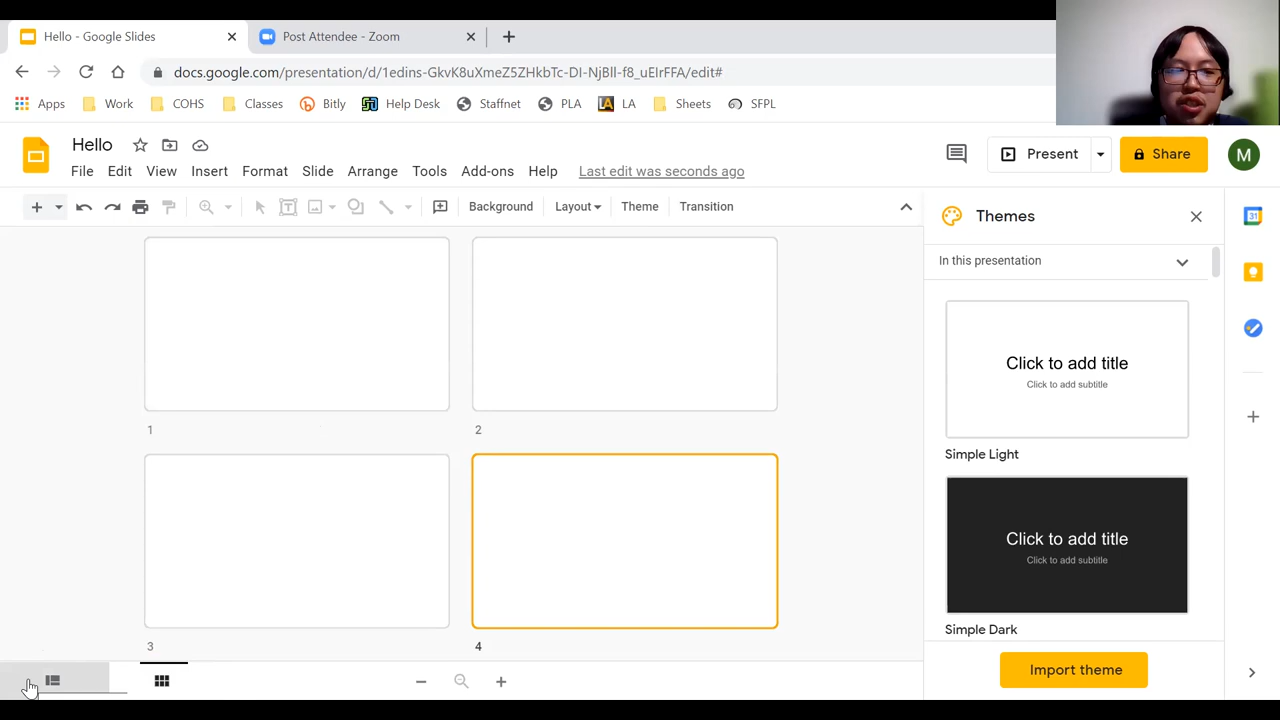 Hello - Google Slides
Post Attendee - Zoom
docs.google.com/presentation/d/1edins-GkvK8uXmeZ5ZHkbTc-DI-NjBll-f8_uEIrFFA/edit#
Apps Work COHS Classes Bitly Help Desk Staffnet PLA LA Sheets SFPL
Hello
Present
Share
M
File Edit View Insert Format Slide Arrange Tools Add-ons Help Last edit was seconds ago
Background Layout Theme Transition
Themes
In this presentation
1
2
3
4
Click to add title
Click to add subtitle
Simple Light
Click to add title
Click to add subtitle
Simple Dark
Import theme
31